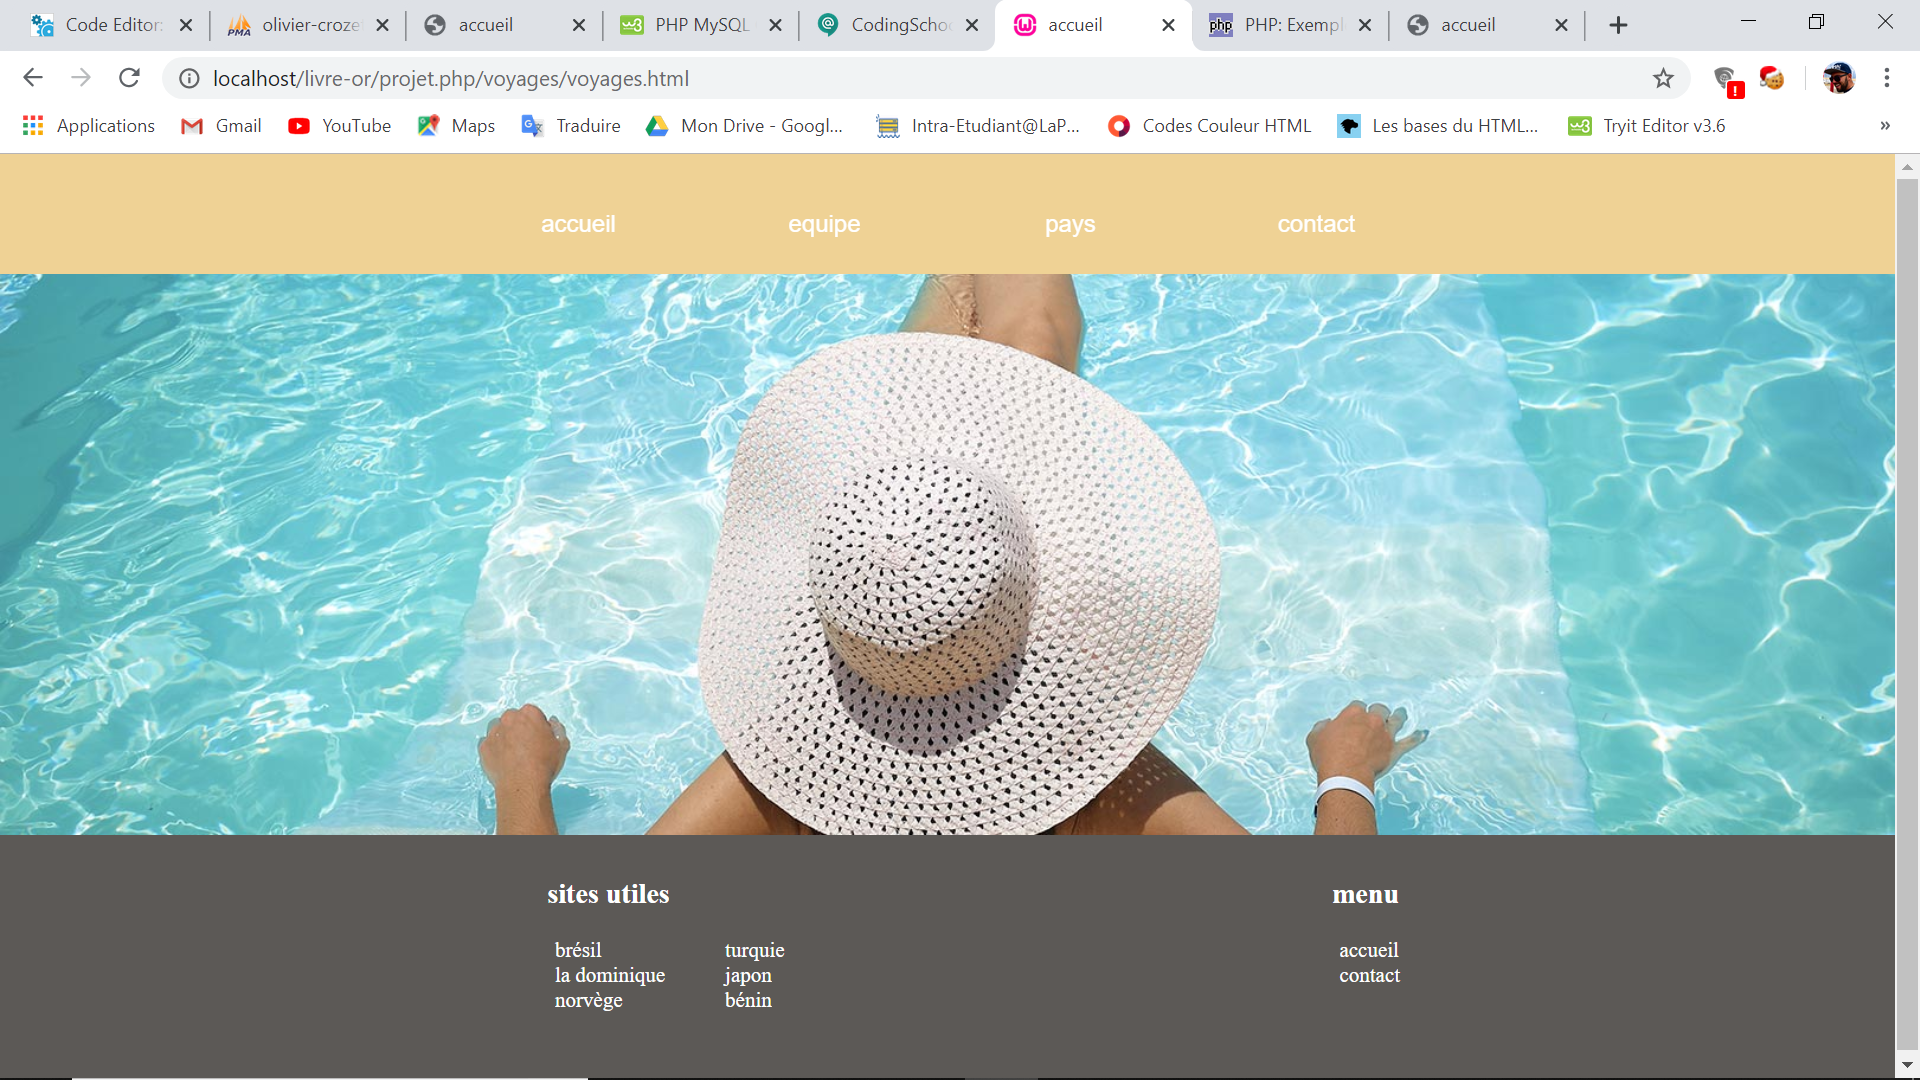 Code Editor: olivier-croze accueil PHP MySQL CodingSchoo accueil PHP: Exempl accueil
localhost/livre-or/projet.php/voyages/voyages.html
Applications Gmail YouTube Maps Traduire Mon Drive - Googl... Intra-Etudiant@LaP... Codes Couleur HTML Les bases du HTML... Tryit Editor v3.6 »
accueil equipe pays contact
sites utiles menu
brésil turquie accueil
la dominique japon contact
norvège bénin